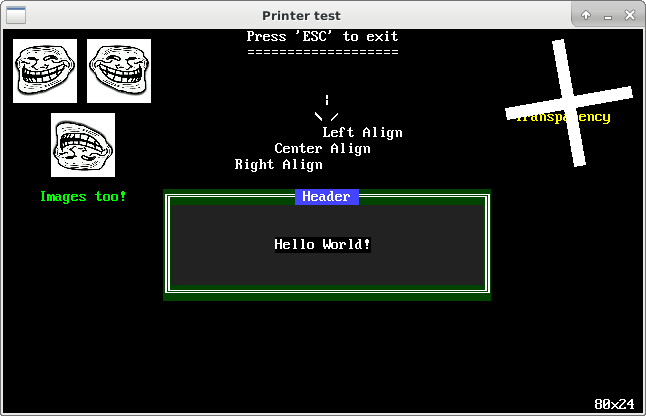 Printer test
Press 'ESC' to exit
===================
Left Align
Center Align
Right Align
Transparency
Images too!
Header
Hello World!
80x24